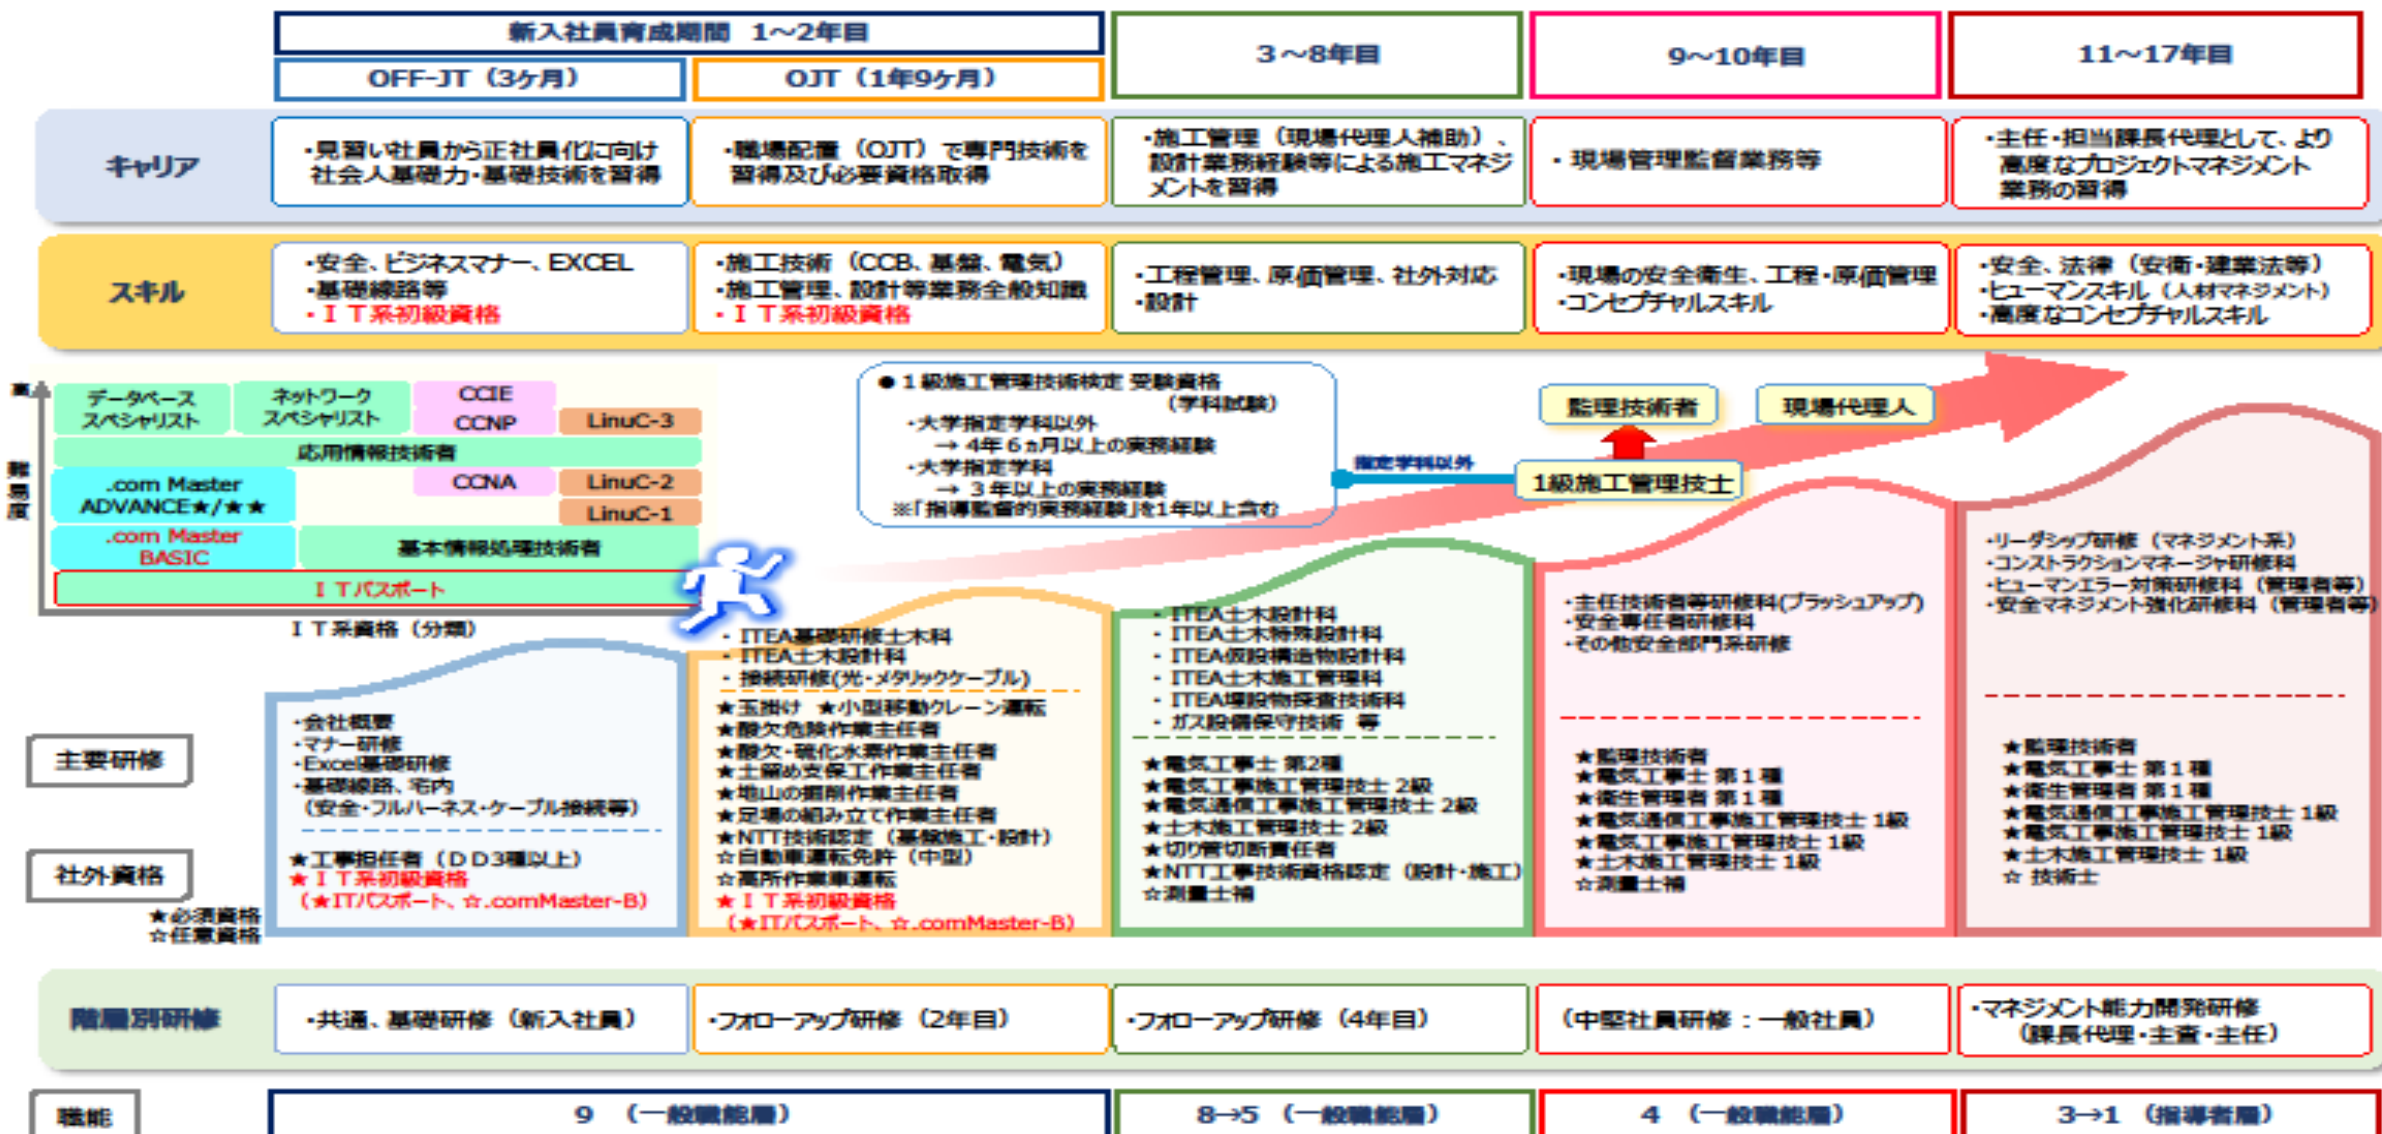 新入社員育成期間 1～2年目
OFF-JT（3ケ月）
OJT（1年9ケ月）
3～8年目
9～10年目
11～17年目
キャリア
・見習い社員から正社員化に向け
社会人基礎力・基礎技術を習得
・職場配置（OJT）で専門技術を
習得及び必要資格取得
・施工管理（現場代理人補助）、
設計業務経験等による施工マネジ
メントを習得
・現場管理監督業務等
・主任・担当課長代理として、より
高度なプロジェクトマネジメント
業務の習得
スキル
・安全、ビジネスマナー、EXCEL
・基礎線路等
・ＩＴ系初級資格
・施工技術（CCB、基盤、電気）
・施工管理、設計等業務全般知識
・ＩＴ系初級資格
・工程管理、原価管理、社外対応
・設計
・現場の安全衛生、工程・原価管理
・コンセプチャルスキル
・安全、法律（安衛・建業法等）
・ヒューマンスキル（人材マネジメント）
・高度なコンセプチャルスキル
高
難易度
データベース
スペシャリスト
ネットワーク
スペシャリスト
CCIE
CCNP
LinuC-3
応用情報技術者
.com Master
ADVANCE★/★★
CCNA
LinuC-2
LinuC-1
.com Master
BASIC
基本情報処理技術者
ＩＴパスポート
ＩＴ系資格（分類）
●１級施工管理技術検定 受験資格
（学科試験）
・大学指定学科以外
→ 4年６ヵ月以上の実務経験
・大学指定学科
→ ３年以上の実務経験
※「指導監督的実務経験」を1年以上含む
指定学科以外
監理技術者
現場代理人
1級施工管理技士
主要研修
社外資格
★必須資格
☆任意資格
・会社概要
・マナー研修
・Excel基礎研修
・基礎線路、宅内
（安全・フルハーネス・ケーブル接続等）
★工事担任者（ＤＤ3種以上）
★ＩＴ系初級資格
（★ITパスポート、☆.comMaster-B）
・ITEA基礎研修土木科
・ITEA土木設計科
・接続研修(光・メタリックケーブル)
★玉掛け ★小型移動クレーン運転
★酸欠危険作業主任者
★酸欠・硫化水素作業主任者
★土留め支保工作業主任者
★地山の掘削作業主任者
★足場の組み立て作業主任者
★NTT技術認定（基盤施工・設計）
☆自動車運転免許（中型）
☆高所作業車運転
★ＩＴ系初級資格
（★ITパスポート、☆.comMaster-B）
・ITEA土木設計科
・ITEA土木特殊設計科
・ITEA仮設構造物設計科
・ITEA土木施工管理科
・ITEA埋設物探査技術科
・ガス設備保守技術 等
★電気工事士 第2種
★電気工事施工管理技士 2級
★電気通信工事施工管理技士 2級
★土木施工管理技士 2級
★切り管切断責任者
★NTT工事技術資格認定（設計・施工）
☆測量士補
・主任技術者等研修科(ブラッシュアップ)
・安全専任者研修科
・その他安全部門系研修
★監理技術者
★電気工事士 第１種
★衛生管理者 第１種
★電気通信工事施工管理技士 1級
★電気工事施工管理技士 1級
★土木施工管理技士 1級
☆測量士補
・リーダシップ研修（マネジメント系）
・コンストラクションマネージャ研修科
・ヒューマンエラー対策研修科（管理者等）
・安全マネジメント強化研修科（管理者等）
★監理技術者
★電気工事士 第１種
★衛生管理者 第１種
★電気通信工事施工管理技士 1級
★電気工事施工管理技士 1級
★土木施工管理技士 1級
☆ 技術士
階層別研修
・共通、基礎研修（新入社員）
・フォローアップ研修（2年目）
・フォローアップ研修（4年目）
（中堅社員研修：一般社員）
・マネジメント能力開発研修
（課長代理・主査・主任）
職能
9 （一般職能層）
8→5 （一般職能層）
4 （一般職能層）
3→1 （指導者層）